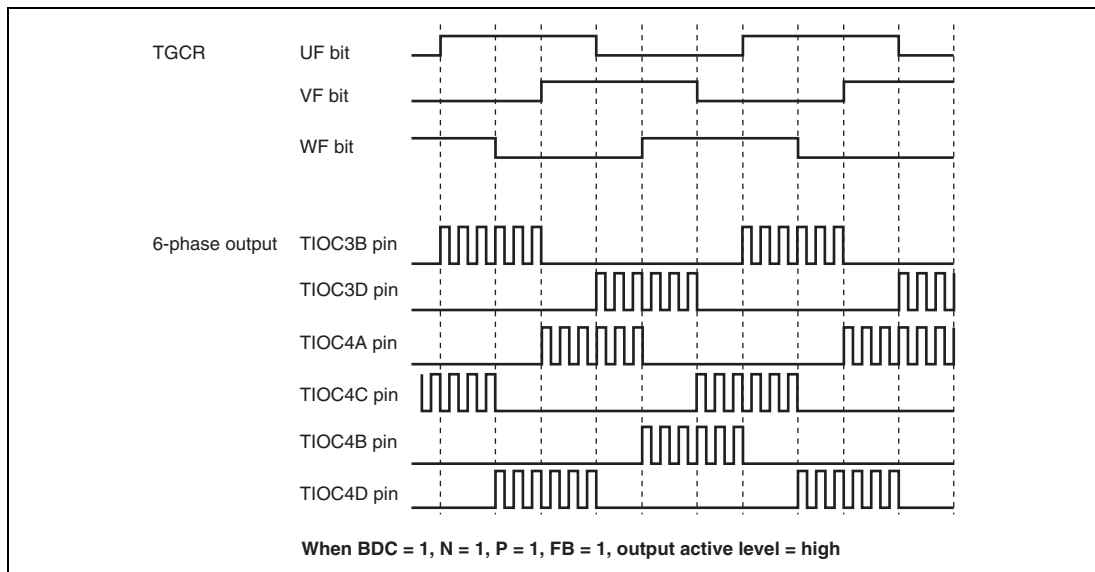 TGCR UF bit
VF bit
WF bit
6-phase output TIOC3B pin
TIOC3D pin
TIOC4A pin
TIOC4C pin
TIOC4B pin
TIOC4D pin
When BDC = 1, N = 1, P = 1, FB = 1, output active level = high